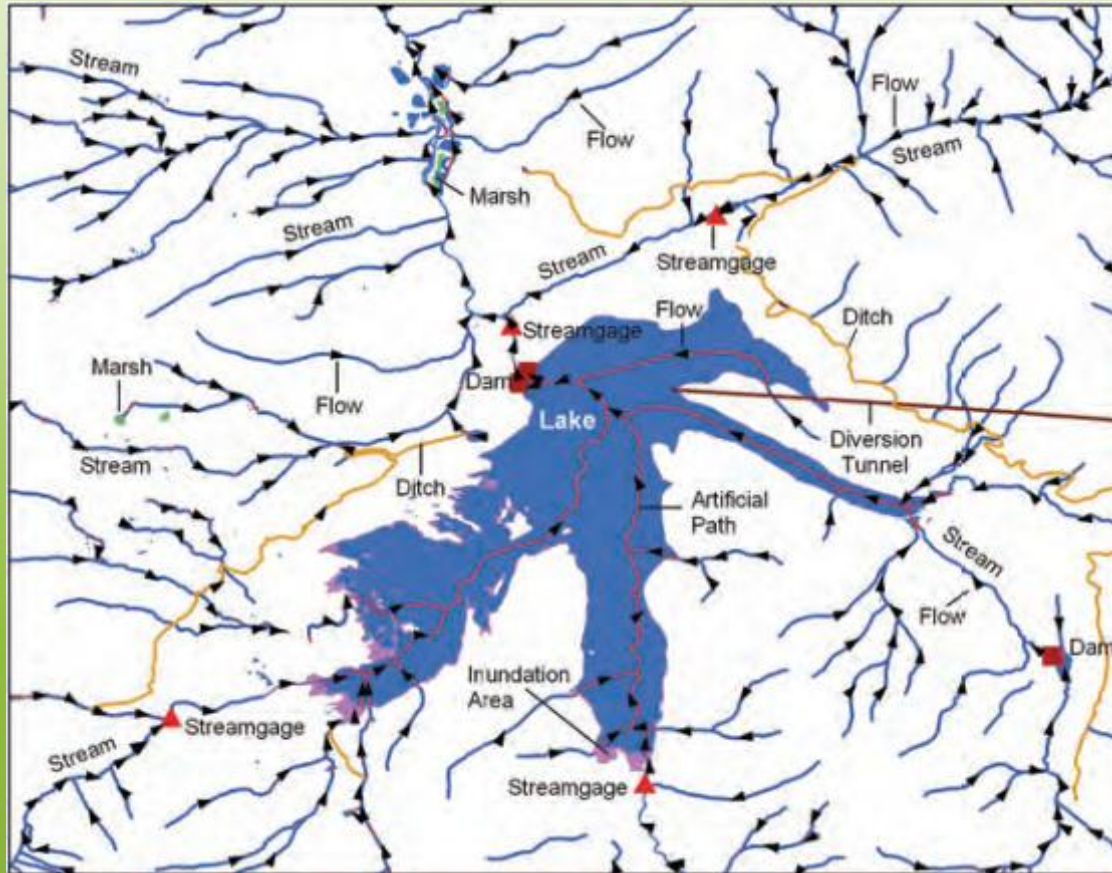 Stream
Flow
Flow
Stream
Marsh
Stream
Stream
Streamgage
Flow
Streamgage
Ditch
Marsh
Dam
Flow
Lake
Diversion
Tunnel
Stream
Ditch
Artificial
Path
Stream
Flow
Dam
Inundation
Area
Streamgage
Stream
Streamgage